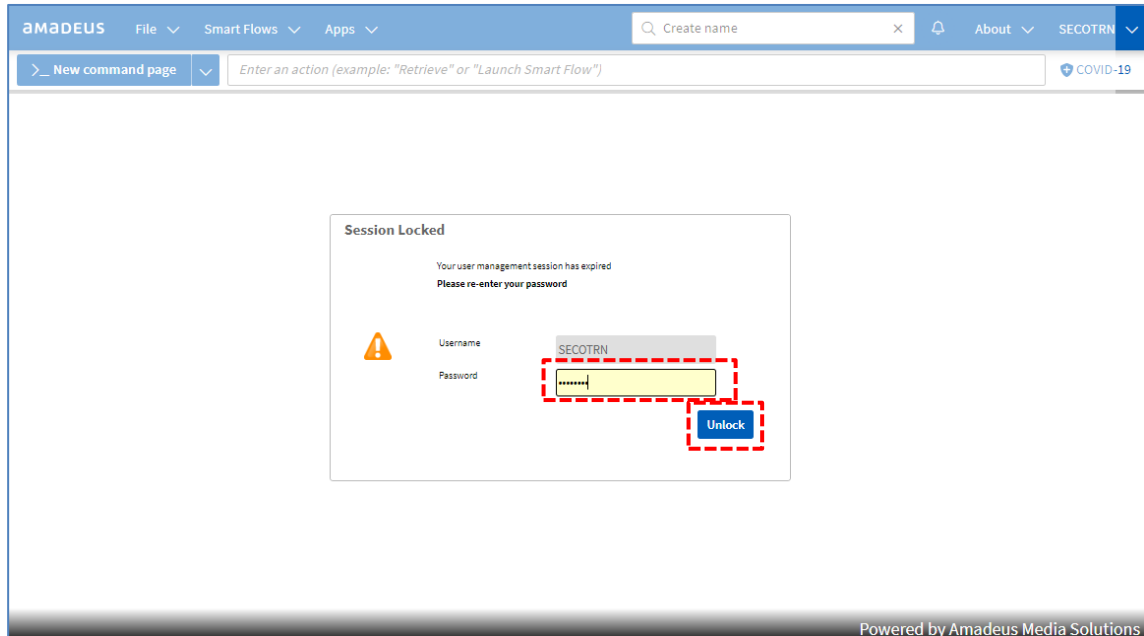 amadeus File Smart Flows Apps Create name About SECOTRN
>_ New command page Enter an action (example: "Retrieve" or "Launch Smart Flow") COVID-19
Session Locked
Your user management session has expired
Please re-enter your password
Username SECOTRN
Password ••••••••
Unlock
Powered by Amadeus Media Solutions